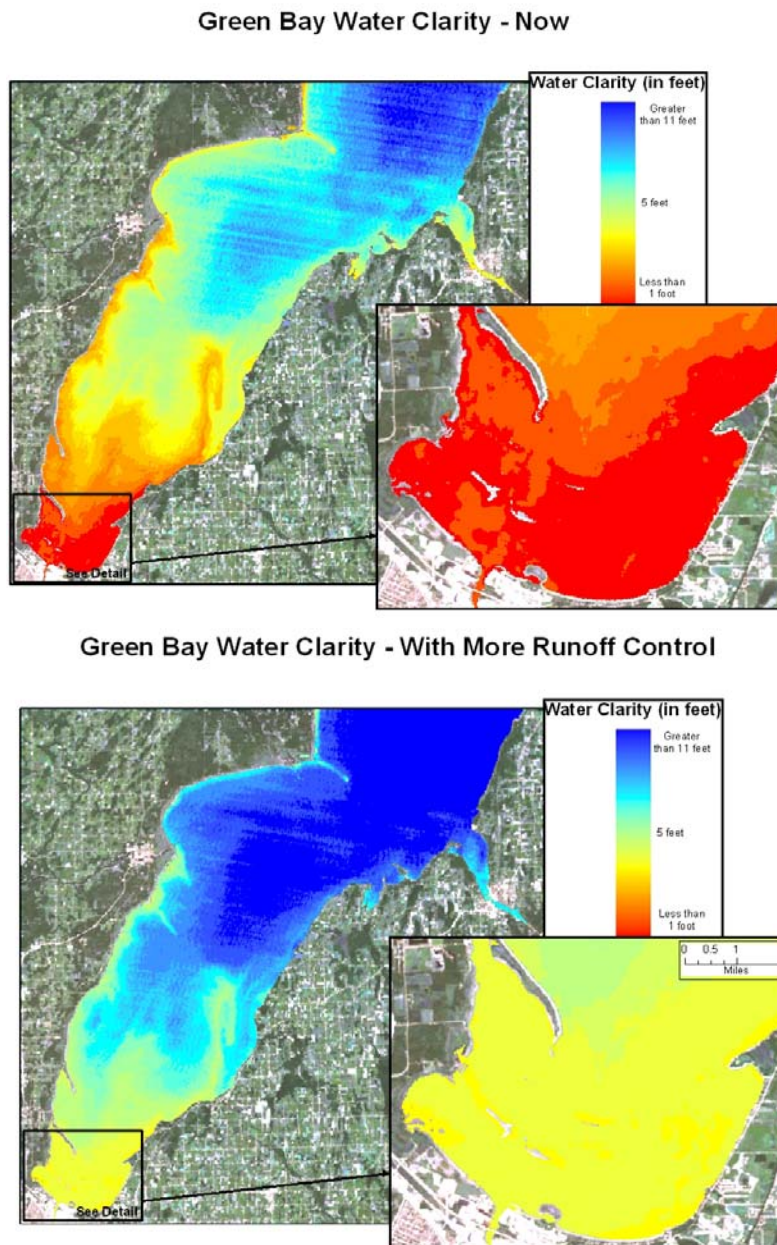 Green Bay Water Clarity - Now
Water Clarity (in feet)
Greater
than 11 feet
5 feet
Less than
1 foot
See Detail
Green Bay Water Clarity - With More Runoff Control
Water Clarity (in feet)
Greater
than 11 feet
5 feet
Less than
1 foot
0 0.5 1
Miles
See Detail